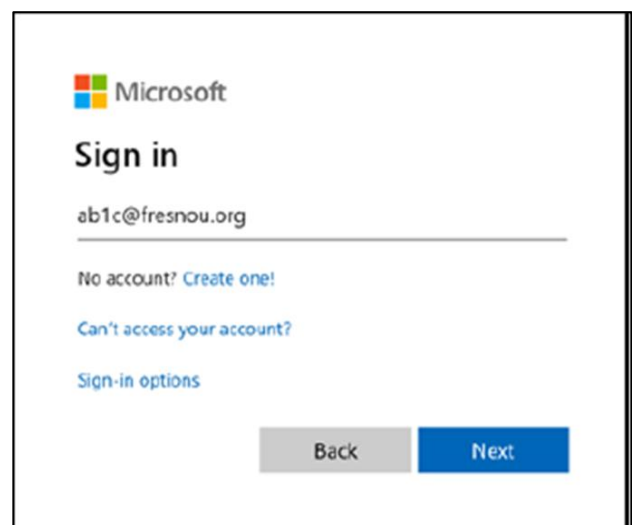 Microsoft
Sign in
ab1c@fresnou.org
No account? Create one!
Can't access your account?
Sign-in options
Back Next